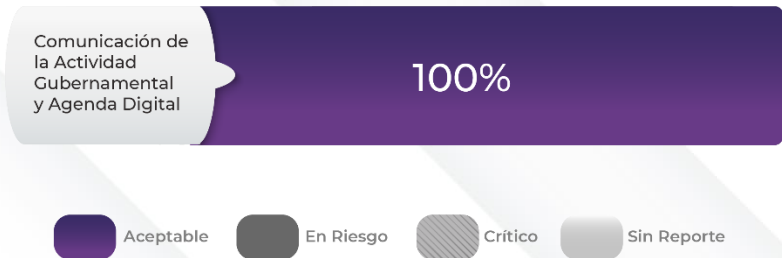 Comunicación de
la Actividad
Gubernamental
y Agenda Digital
100%
Aceptable
En Riesgo
Crítico
Sin Reporte